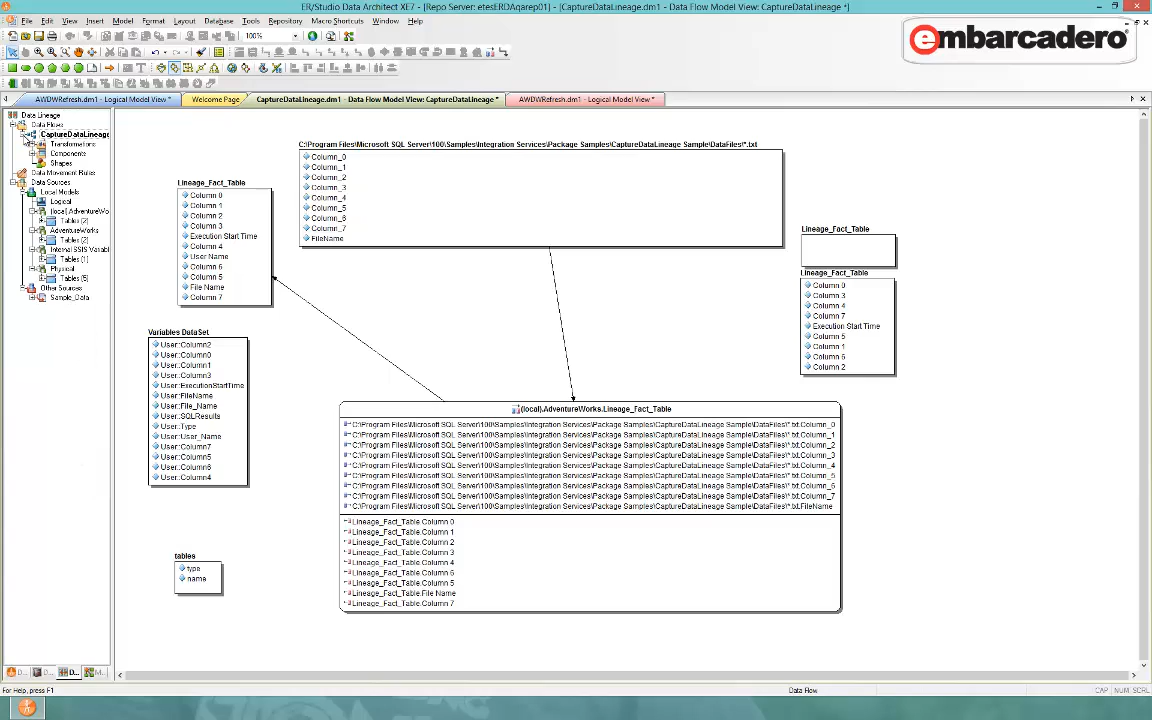 ER/Studio Data Architect XE7 - [Repo Server: etesERDAqarep01] - [CaptureDataLineage.dm1 - Data Flow Model View: CaptureDataLineage *]
File Edit View Insert Model Format Layout Database Tools Repository Macro Shortcuts Window Help
100%
embarcadero®
AWDWRefresh.dm1 - Logical Model View *
Welcome Page
CaptureDataLineage.dm1 - Data Flow Model View: CaptureDataLineage *
AWDWRefresh.dm1 - Logical Model View *
Data Lineage
Data Flows
CaptureDataLineage
Transformations
Components
Shapes
Data Movement Rules
Data Sources
Local Models
Logical
(local).AdventureWo
Tables (2)
AdventureWorks
Tables (2)
Internal SSIS Variabl
Tables (1)
Physical
Tables (5)
Other Sources
Sample_Data
D...
D...
D...
M...
C:\Program Files\Microsoft SQL Server\100\Samples\Integration Services\Package Samples\CaptureDataLineage Sample\DataFiles\*.txt
Column_0
Column_1
Column_2
Column_3
Column_4
Column_5
Column_6
Column_7
FileName
Lineage_Fact_Table
Column 0
Column 1
Column 2
Column 3
Execution Start Time
Column 4
User Name
Column 6
Column 5
File Name
Column 7
Lineage_Fact_Table
Lineage_Fact_Table
Column 0
Column 3
Column 4
Column 7
Execution Start Time
Column 5
Column 1
Column 6
Column 2
Variables DataSet
User::Column2
User::Column0
User::Column1
User::Column3
User::ExecutionStartTime
User::FileName
User::File_Name
User::SQLResults
User::Type
User::User_Name
User::Column7
User::Column5
User::Column6
User::Column4
(local).AdventureWorks.Lineage_Fact_Table
C:\Program Files\Microsoft SQL Server\100\Samples\Integration Services\Package Samples\CaptureDataLineage Sample\DataFiles\*.txt.Column_0
C:\Program Files\Microsoft SQL Server\100\Samples\Integration Services\Package Samples\CaptureDataLineage Sample\DataFiles\*.txt.Column_1
C:\Program Files\Microsoft SQL Server\100\Samples\Integration Services\Package Samples\CaptureDataLineage Sample\DataFiles\*.txt.Column_2
C:\Program Files\Microsoft SQL Server\100\Samples\Integration Services\Package Samples\CaptureDataLineage Sample\DataFiles\*.txt.Column_3
C:\Program Files\Microsoft SQL Server\100\Samples\Integration Services\Package Samples\CaptureDataLineage Sample\DataFiles\*.txt.Column_4
C:\Program Files\Microsoft SQL Server\100\Samples\Integration Services\Package Samples\CaptureDataLineage Sample\DataFiles\*.txt.Column_5
C:\Program Files\Microsoft SQL Server\100\Samples\Integration Services\Package Samples\CaptureDataLineage Sample\DataFiles\*.txt.Column_6
C:\Program Files\Microsoft SQL Server\100\Samples\Integration Services\Package Samples\CaptureDataLineage Sample\DataFiles\*.txt.Column_7
C:\Program Files\Microsoft SQL Server\100\Samples\Integration Services\Package Samples\CaptureDataLineage Sample\DataFiles\*.txt.FileName
Lineage_Fact_Table.Column 0
Lineage_Fact_Table.Column 1
Lineage_Fact_Table.Column 2
Lineage_Fact_Table.Column 3
Lineage_Fact_Table.Column 4
Lineage_Fact_Table.Column 6
Lineage_Fact_Table.Column 5
Lineage_Fact_Table.File Name
Lineage_Fact_Table.Column 7
tables
type
name
For Help, press F1
Data Flow
CAP NUM SCRL